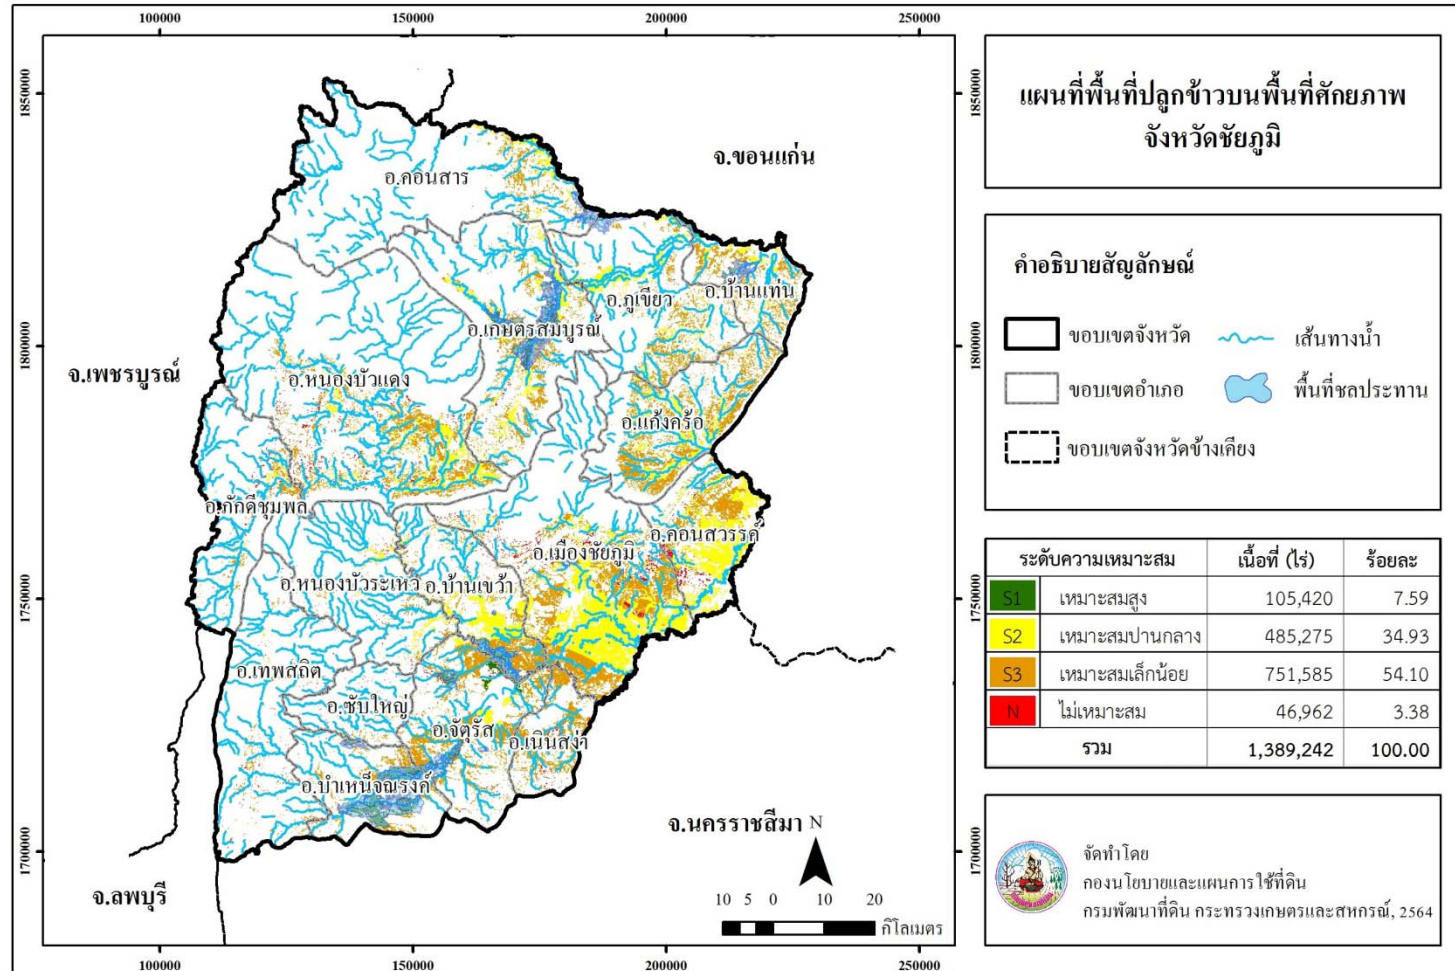 100000 150000 200000 250000
1850000
1800000
1750000
1700000
จ.ขอนแก่น
อ.คอนสาร
อ.ภูเขียว
อ.บ้านแท่น
อ.เกษตรสมบูรณ์
จ.เพชรบูรณ์
อ.หนองบัวแดง
อ.แก้งคร้อ
อ.ภักดีชุมพล
อ.คอนสวรรค์
อ.เมืองชัยภูมิ
อ.หนองบัวระเหว
อ.บ้านเขว้า
อ.เทพสถิต
อ.ซับใหญ่
อ.จัตุรัส
อ.เนินสง่า
อ.บำเหน็จณรงค์
จ.นครราชสีมา
N
จ.ลพบุรี
10 5 0 10 20
กิโลเมตร
1850000
1800000
1750000
1700000
100000 150000 200000 250000
แผนที่พื้นที่ปลูกข้าวบนพื้นที่ศักยภาพ
จังหวัดชัยภูมิ
คำอธิบายสัญลักษณ์
ขอบเขตจังหวัด เส้นทางน้ำ
ขอบเขตอำเภอ พื้นที่ชลประทาน
ขอบเขตจังหวัดข้างเคียง
ระดับความเหมาะสม เนื้อที่ (ไร่) ร้อยละ
S1 เหมาะสมสูง 105,420 7.59
S2 เหมาะสมปานกลาง 485,275 34.93
S3 เหมาะสมเล็กน้อย 751,585 54.10
N ไม่เหมาะสม 46,962 3.38
รวม 1,389,242 100.00
จัดทำโดย
กองนโยบายและแผนการใช้ที่ดิน
กรมพัฒนาที่ดิน กระทรวงเกษตรและสหกรณ์, 2564